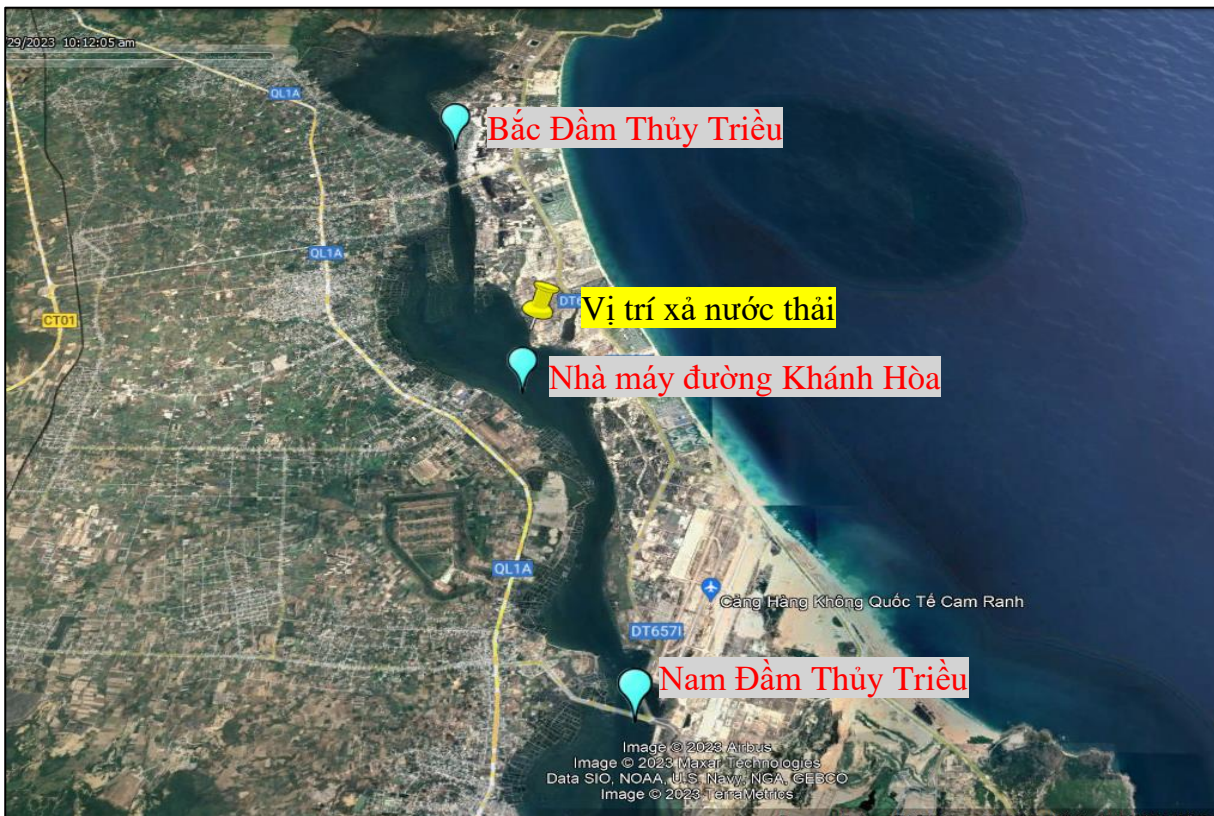 29/2023 10:12:05 am
QL1A
Bắc Đầm Thủy Triều
QL1A
CT01
Vị trí xả nước thải
Nhà máy đường Khánh Hòa
QL1A
Cảng Hàng Không Quốc Tế Cam Ranh
DT657I
Nam Đầm Thủy Triều
Image © 2023 Airbus
Image © 2023 Maxar Technologies
Data SIO, NOAA, U.S. Navy, NGA, GEBCO
Image © 2023 TerraMetrics